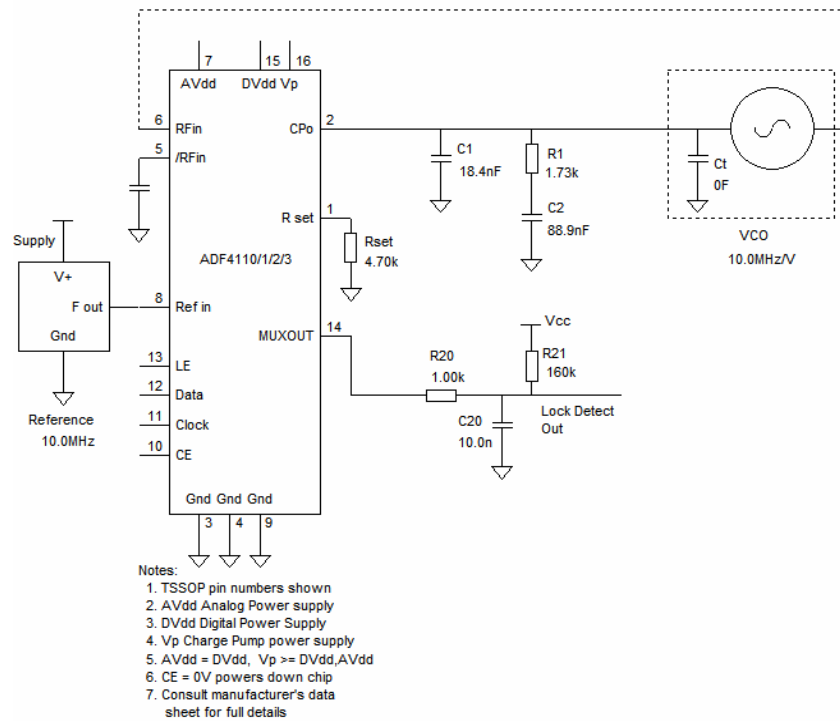 7 15 16
AVdd DVdd Vp
6 RFin CPo 2
5 /RFin
C1
18.4nF
R1
1.73k
C2
88.9nF
Ct
0F
VCO
10.0MHz/V
R set 1
Rset
4.70k
ADF4110/1/2/3
Supply
V+
F out
Gnd
8 Ref in
MUXOUT 14
Vcc
R20
1.00k
R21
160k
C20
10.0n
Lock Detect
Out
13 LE
12 Data
11 Clock
10 CE
Reference
10.0MHz
Gnd Gnd Gnd
3 4 9
Notes:
1. TSSOP pin numbers shown
2. AVdd Analog Power supply
3. DVdd Digital Power Supply
4. Vp Charge Pump power supply
5. AVdd = DVdd, Vp >= DVdd,AVdd
6. CE = 0V powers down chip
7. Consult manufacturer's data
sheet for full details